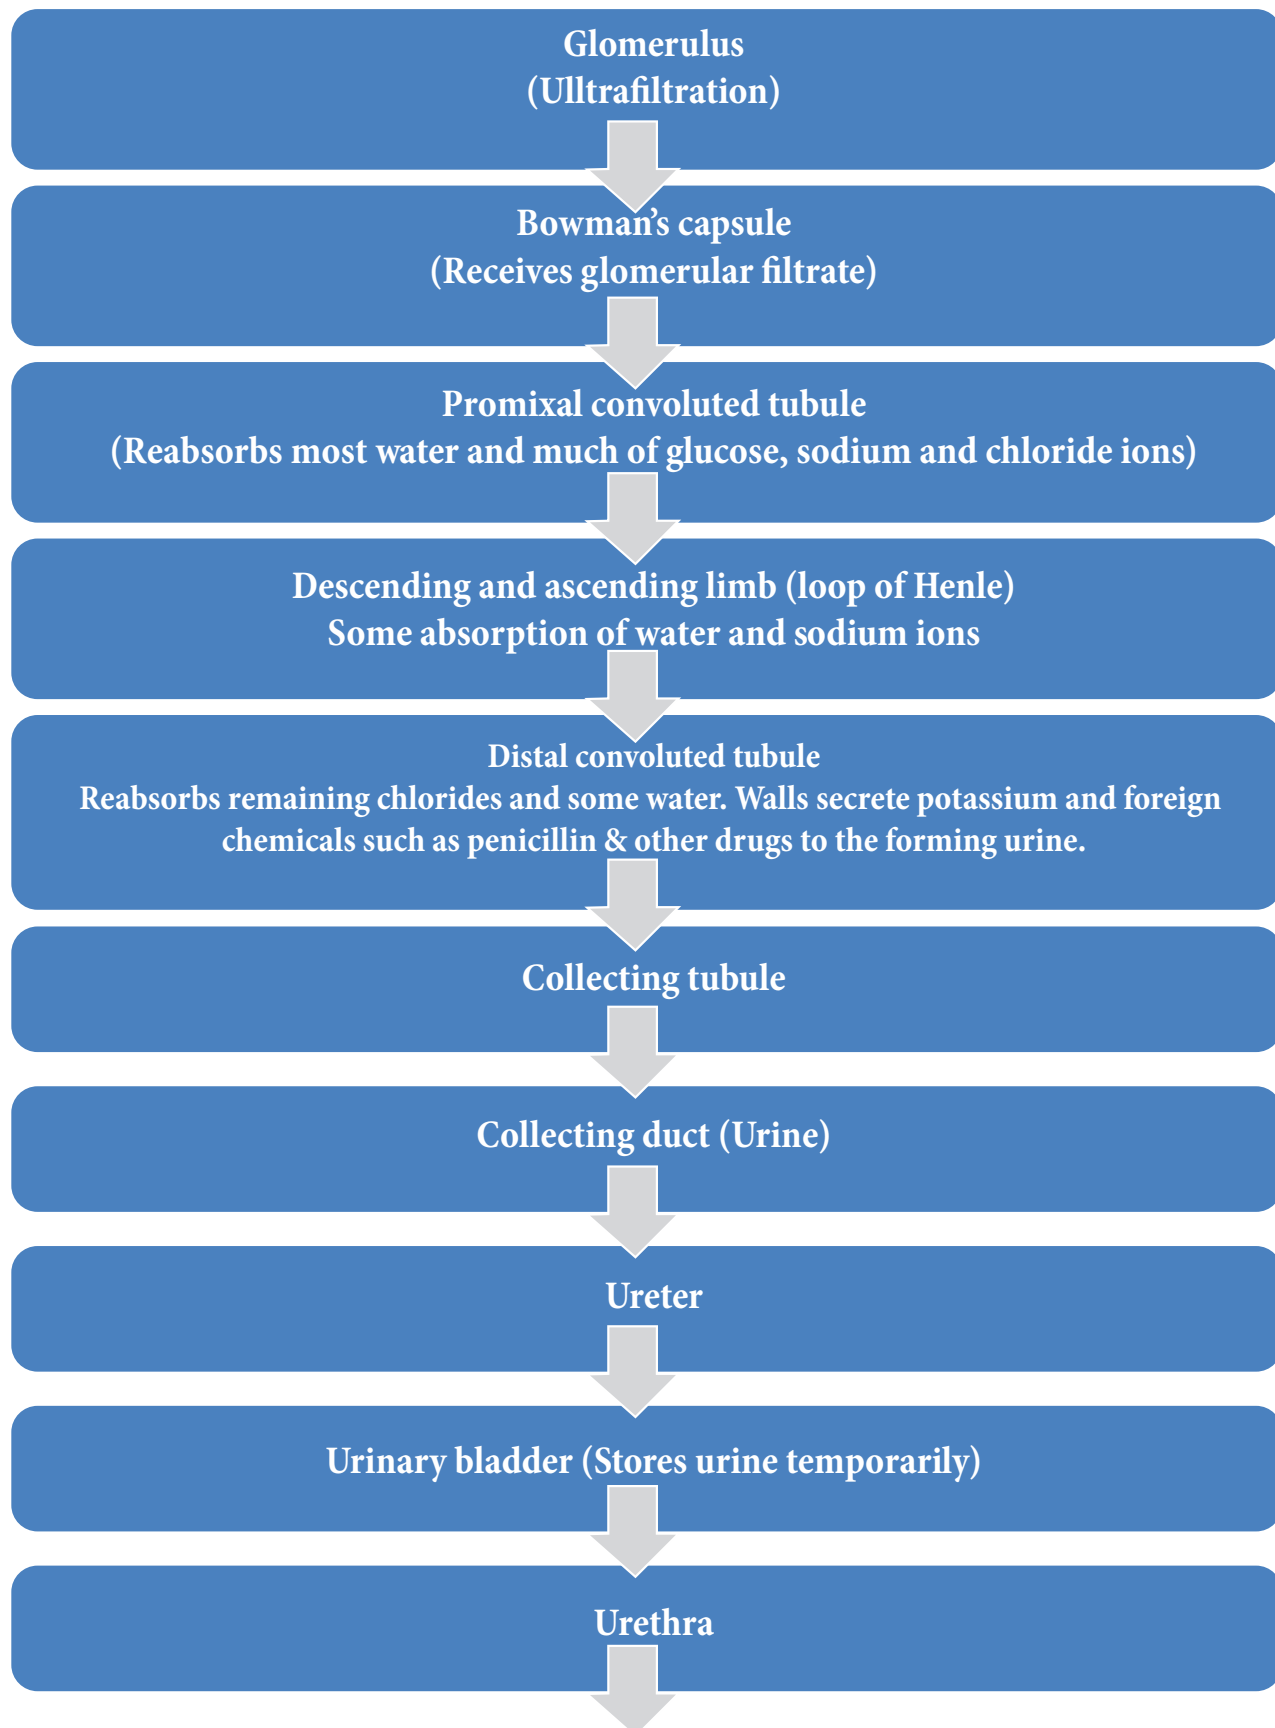 Glomerulus
(Ulltrafiltration)
Bowman's capsule
(Receives glomerular filtrate)
Promixal convoluted tubule
(Reabsorbs most water and much of glucose, sodium and chloride ions)
Descending and ascending limb (loop of Henle)
Some absorption of water and sodium ions
Distal convoluted tubule
Reabsorbs remaining chlorides and some water. Walls secrete potassium and foreign
chemicals such as penicillin & other drugs to the forming urine.
Collecting tubule
Collecting duct (Urine)
Ureter
Urinary bladder (Stores urine temporarily)
Urethra